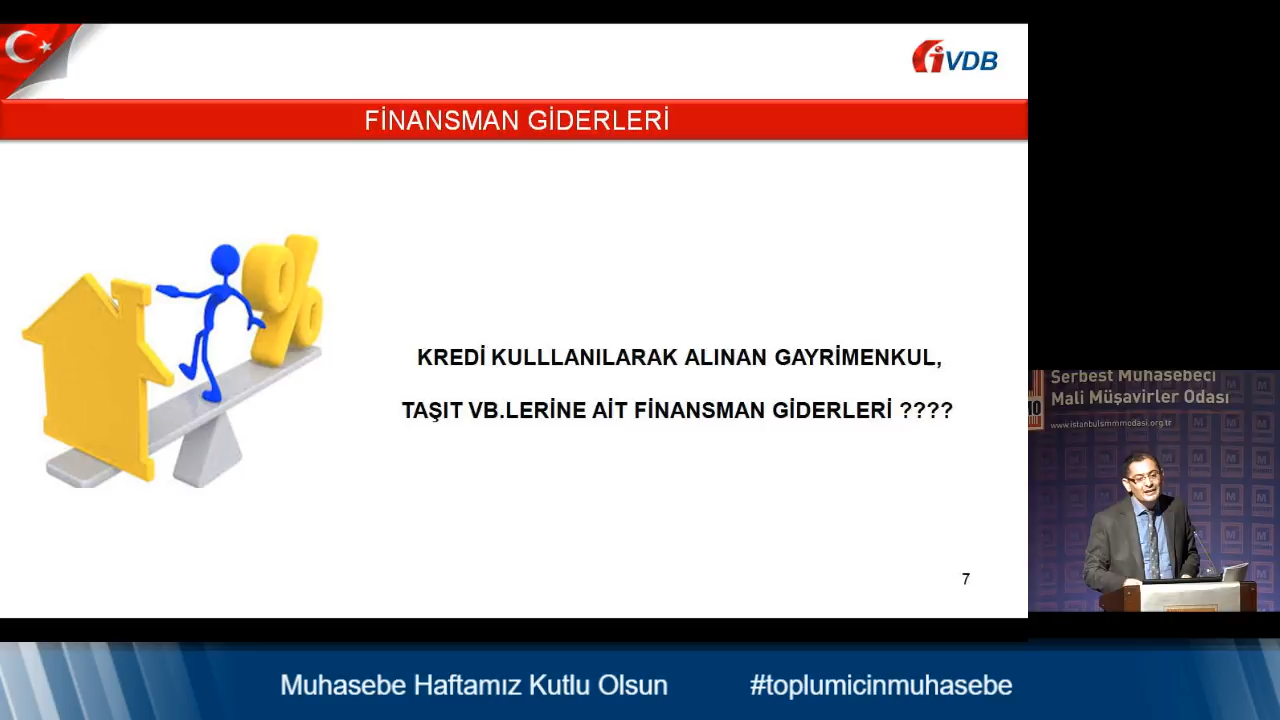 iVDB
FİNANSMAN GİDERLERİ
%
KREDİ KULLLANILARAK ALINAN GAYRİMENKUL,
TAŞIT VB.LERİNE AİT FİNANSMAN GİDERLERİ ????
7
Serbest Muhasebeci
Mali Müşavirler Odası
www.istanbulsmmmodasi.org.tr
Muhasebe Haftamız Kutlu Olsun
#toplumicinmuhasebe